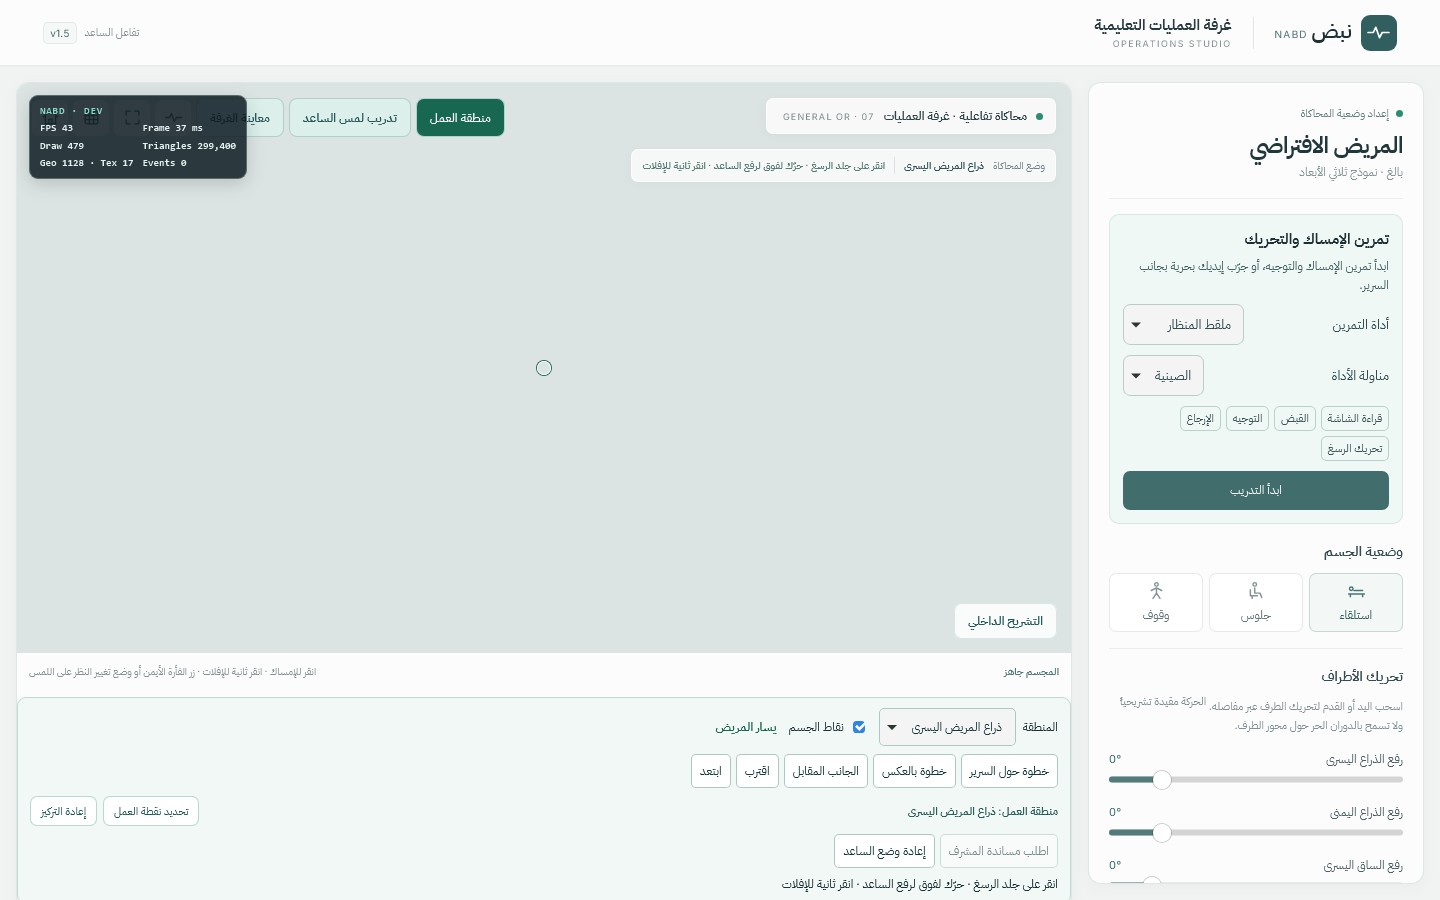 نبض NABD
غرفة العمليات التعليمية
OPERATIONS STUDIO
تفاعل الساعد v1.5
إعداد وضعية المحاكاة
المريض الافتراضي
بالغ · نموذج ثلاثي الأبعاد
تمرين الإمساك والتحريك
ابدأ تمرين الإمساك والتوجيه، أو جرّب إيديك بحرية بجانب
السرير.
أداة التمرين ملقط المنظار
مناولة الأداة الصينية
قراءة الشاشة القبض التوجيه الإرجاع
تحريك الرسغ
ابدأ التدريب
وضعية الجسم
استلقاء جلوس وقوف
تحريك الأطراف
اسحب اليد أو القدم لتحريك الطرف عبر مفاصله. الحركة مقيدة تشريحياً
ولا تسمح بالدوران الحر حول محور الطرف.
رفع الذراع اليسرى 0°
رفع الذراع اليمنى 0°
رفع الساق اليسرى 0°
محاكاة تفاعلية · غرفة العمليات GENERAL OR · 07
منطقة العمل تدريب لمس الساعد معاينة الغرفة
NABD · DEV
FPS 43 Frame 37 ms
Draw 479 Triangles 299,400
Geo 1128 · Tex 17 Events 0
وضع المحاكاة ذراع المريض اليسرى انقر على جلد الرسغ · حرّك لفوق لرفع الساعد · انقر ثانية للإفلات
التشريح الداخلي
المجسم جاهز انقر للإمساك · انقر ثانية للإفلات · زر الفأرة الأيمن أو وضع تغيير النظر على اللمس
المنطقة ذراع المريض اليسرى نقاط الجسم يسار المريض
خطوة حول السرير خطوة بالعكس الجانب المقابل اقترب ابتعد
منطقة العمل: ذراع المريض اليسرى تحديد نقطة العمل إعادة التركيز
اطلب مساندة المشرف إعادة وضع الساعد
انقر على جلد الرسغ · حرّك لفوق لرفع الساعد · انقر ثانية للإفلات